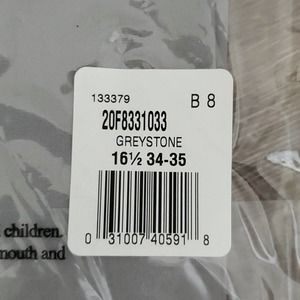 133379 B 8
20F8331033
GREYSTONE
16½ 34-35
0 31007 40591 8
children.
mouth and